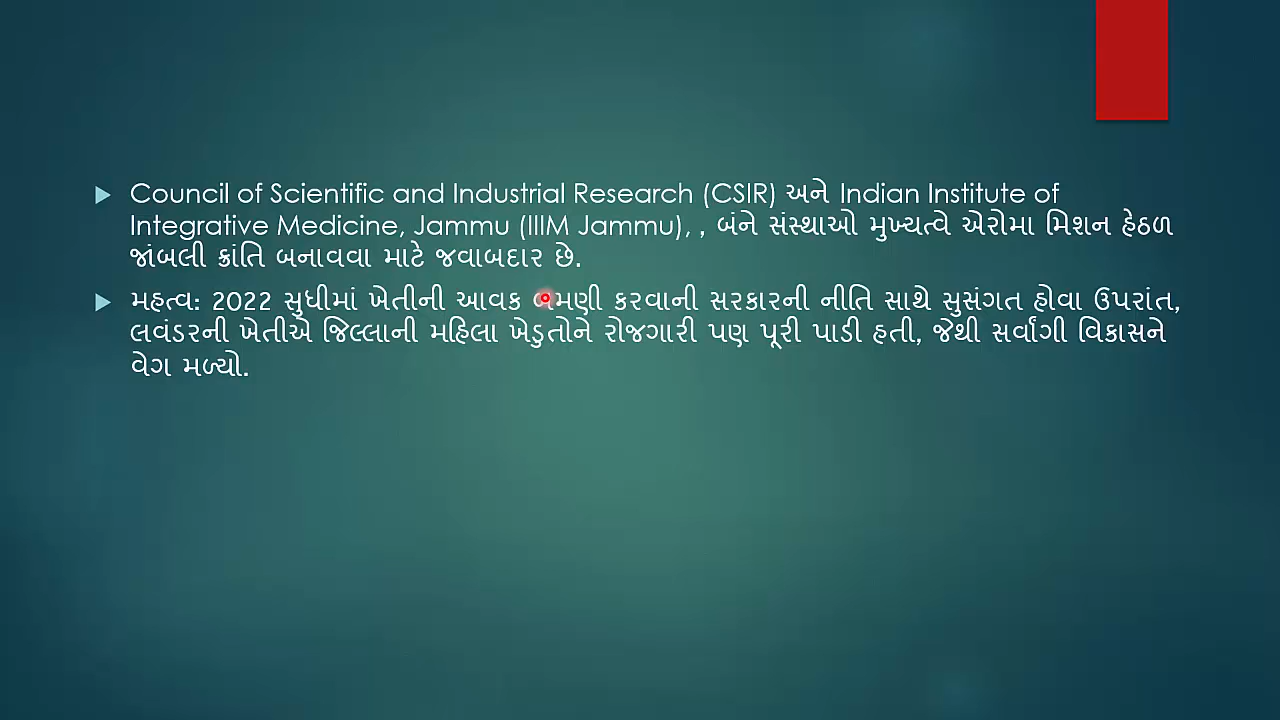 Council of Scientific and Industrial Research (CSIR) અને Indian Institute of
Integrative Medicine, Jammu (IIIM Jammu), , બંને સંસ્થાઓ મુખ્યત્વે એરોમા મિશન હેઠળ
જાંબલી ક્રાંતિ બનાવવા માટે જવાબદાર છે.
મહત્વ: 2022 સુધીમાં ખેતીની આવક બમણી કરવાની સરકારની નીતિ સાથે સુસંગત હોવા ઉપરાંત,
લવંડરની ખેતીએ જિલ્લાની મહિલા ખેડુતોને રોજગારી પણ પૂરી પાડી હતી, જેથી સર્વાંગી વિકાસને
વેગ મળ્યો.